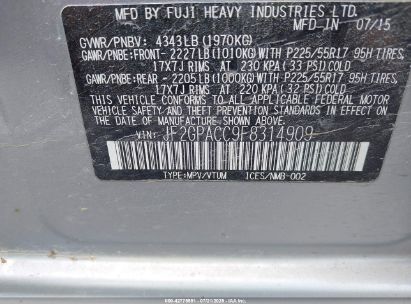 MFD BY FUJI HEAVY INDUSTRIES LTD.
MFD IN 07/15
GVWR/PNBV: 4343LB(1970KG)
GAWR/PNBE:FRONT- 2227LB(1010KG)WITH P225/55R17 95H TIRES,
17X7J RIMS AT 230 KPA(33 PSI)COLD
GAWR/PNBE:REAR - 2205LB(1000KG)WITH P225/55R17 95H TIRES,
17X7J RIMS AT 220 KPA(32 PSI)COLD
THIS VEHICLE CONFORMS TO ALL APPLICABLE FEDERAL MOTOR
VEHICLE SAFETY AND THEFT PREVENTION STANDARDS IN EFFECT
ON THE DATE OF MANUFACTURE SHOWN ABOVE.
VIN: JF2GPACC9F8314909
TYPE:MPV/VTUM ICES/NMB-002